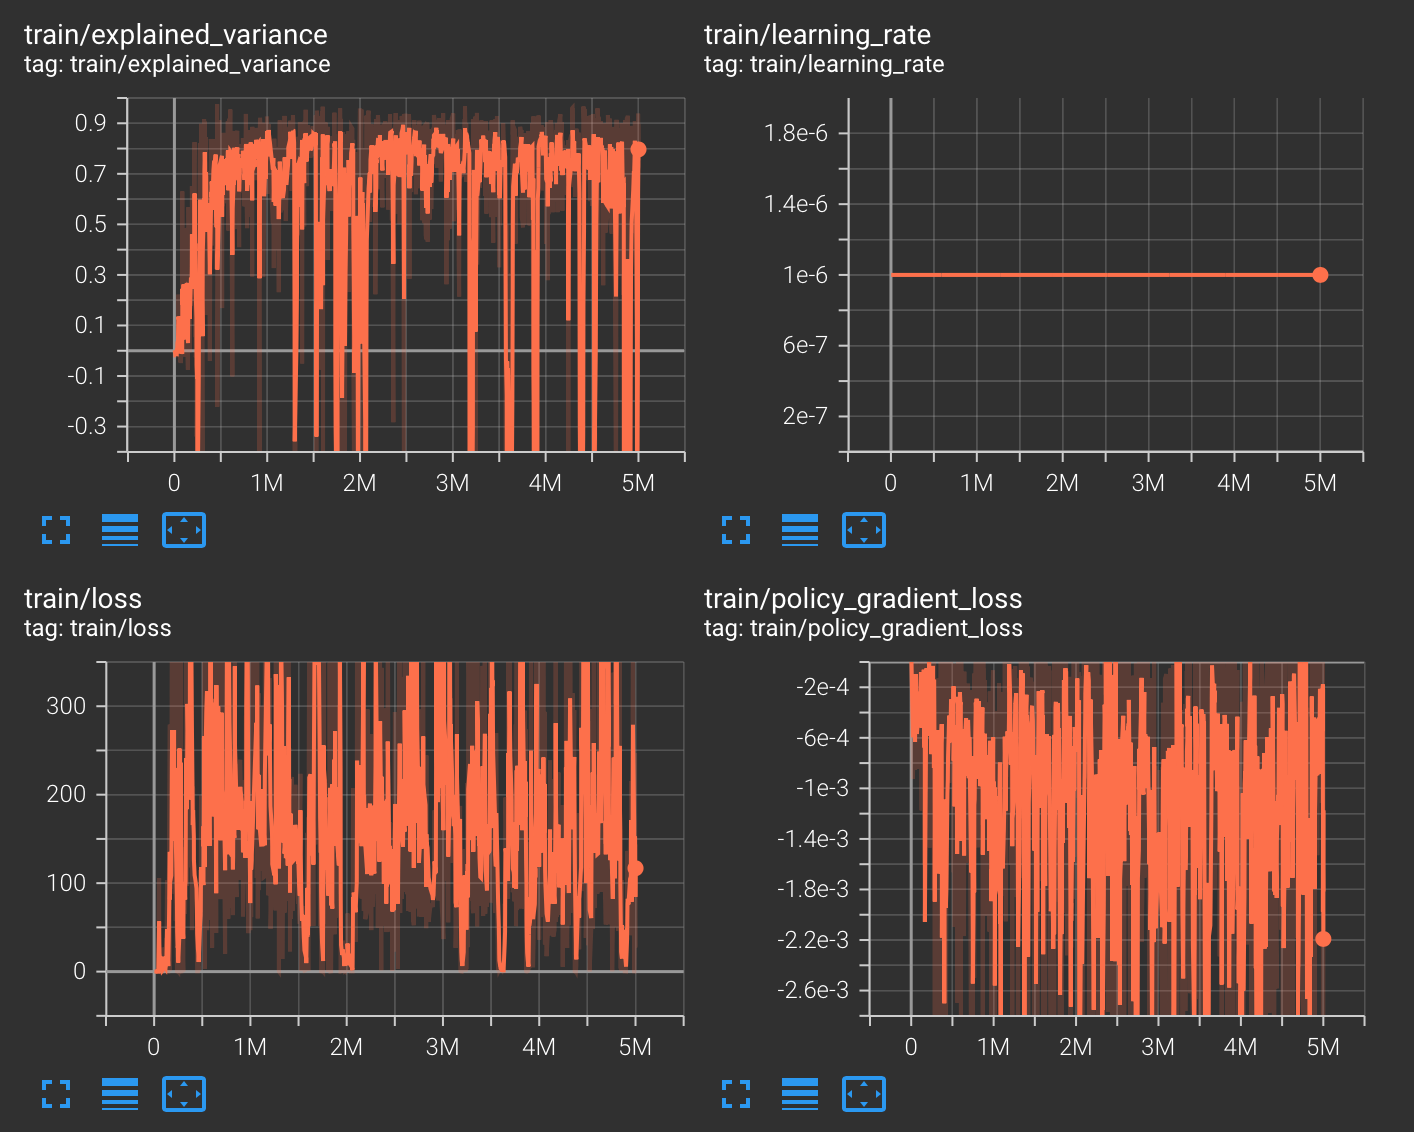 train/explained_variance
tag: train/explained_variance
0.9
0.7
0.5
0.3
0.1
-0.1
-0.3
0 1M 2M 3M 4M 5M
train/learning_rate
tag: train/learning_rate
1.8e-6
1.4e-6
1e-6
6e-7
2e-7
0 1M 2M 3M 4M 5M
train/loss
tag: train/loss
300
200
100
0
0 1M 2M 3M 4M 5M
train/policy_gradient_loss
tag: train/policy_gradient_loss
-2e-4
-6e-4
-1e-3
-1.4e-3
-1.8e-3
-2.2e-3
-2.6e-3
0 1M 2M 3M 4M 5M